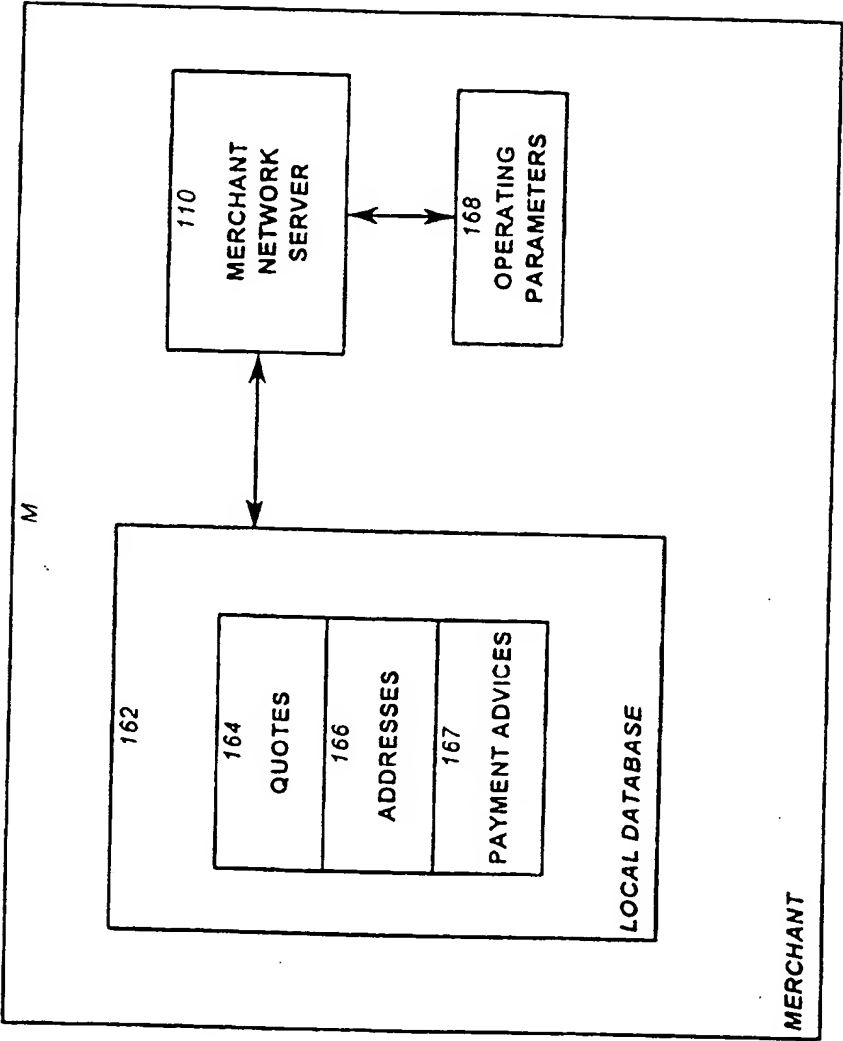 M
162
164
QUOTES
166
ADDRESSES
167
PAYMENT ADVICES
LOCAL DATABASE
110
MERCHANT
NETWORK
SERVER
168
OPERATING
PARAMETERS
MERCHANT